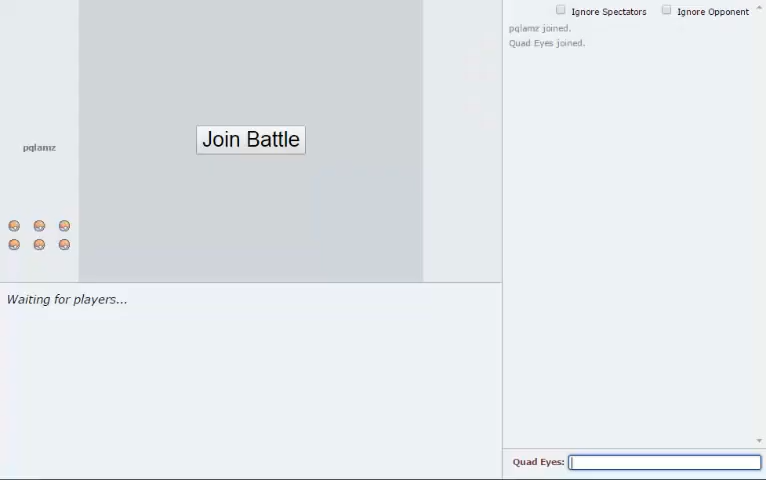 Ignore Spectators
Ignore Opponent
pqlamz joined.
Quad Eyes joined.
Join Battle
pqlamz
Waiting for players...
Quad Eyes: